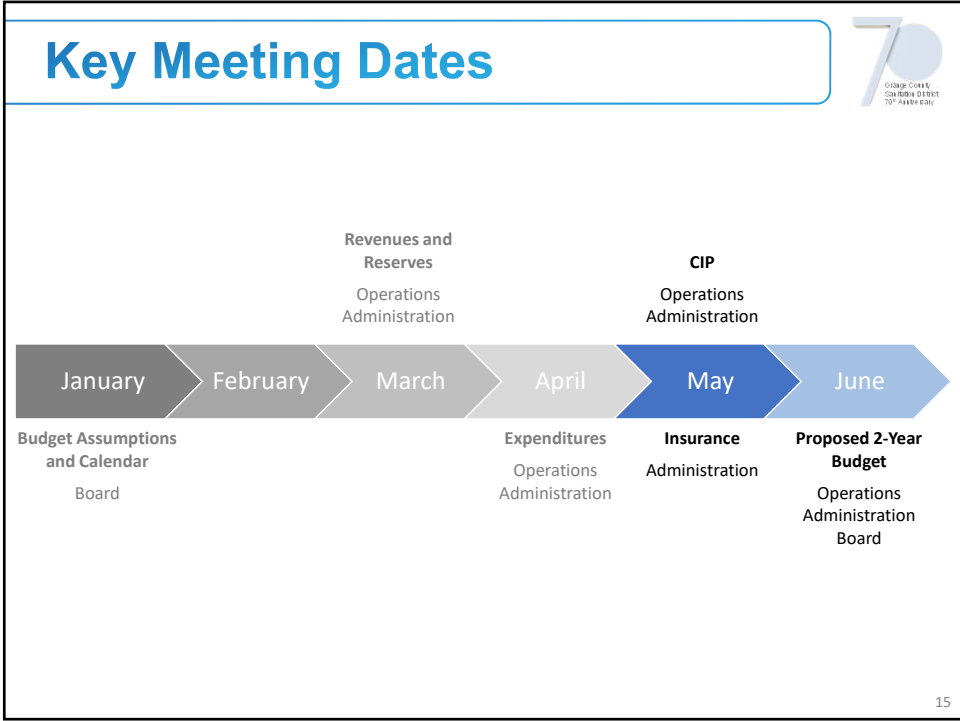 Key Meeting Dates
70
Orange County
Sanitation District
70th Anniversary
Revenues and
Reserves
Operations
Administration
CIP
Operations
Administration
January
February
March
April
May
June
Budget Assumptions
and Calendar
Board
Expenditures
Operations
Administration
Insurance
Administration
Proposed 2-Year
Budget
Operations
Administration
Board
15